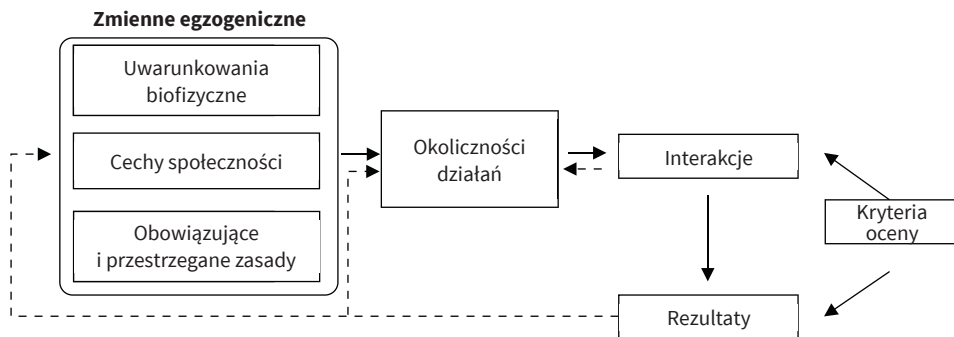 Zmienne egzogeniczne
Uwarunkowania
biofizyczne
Cechy społeczności
Obowiązujące
i przestrzegane zasady
Okoliczności
działań
Interakcje
Kryteria
oceny
Rezultaty